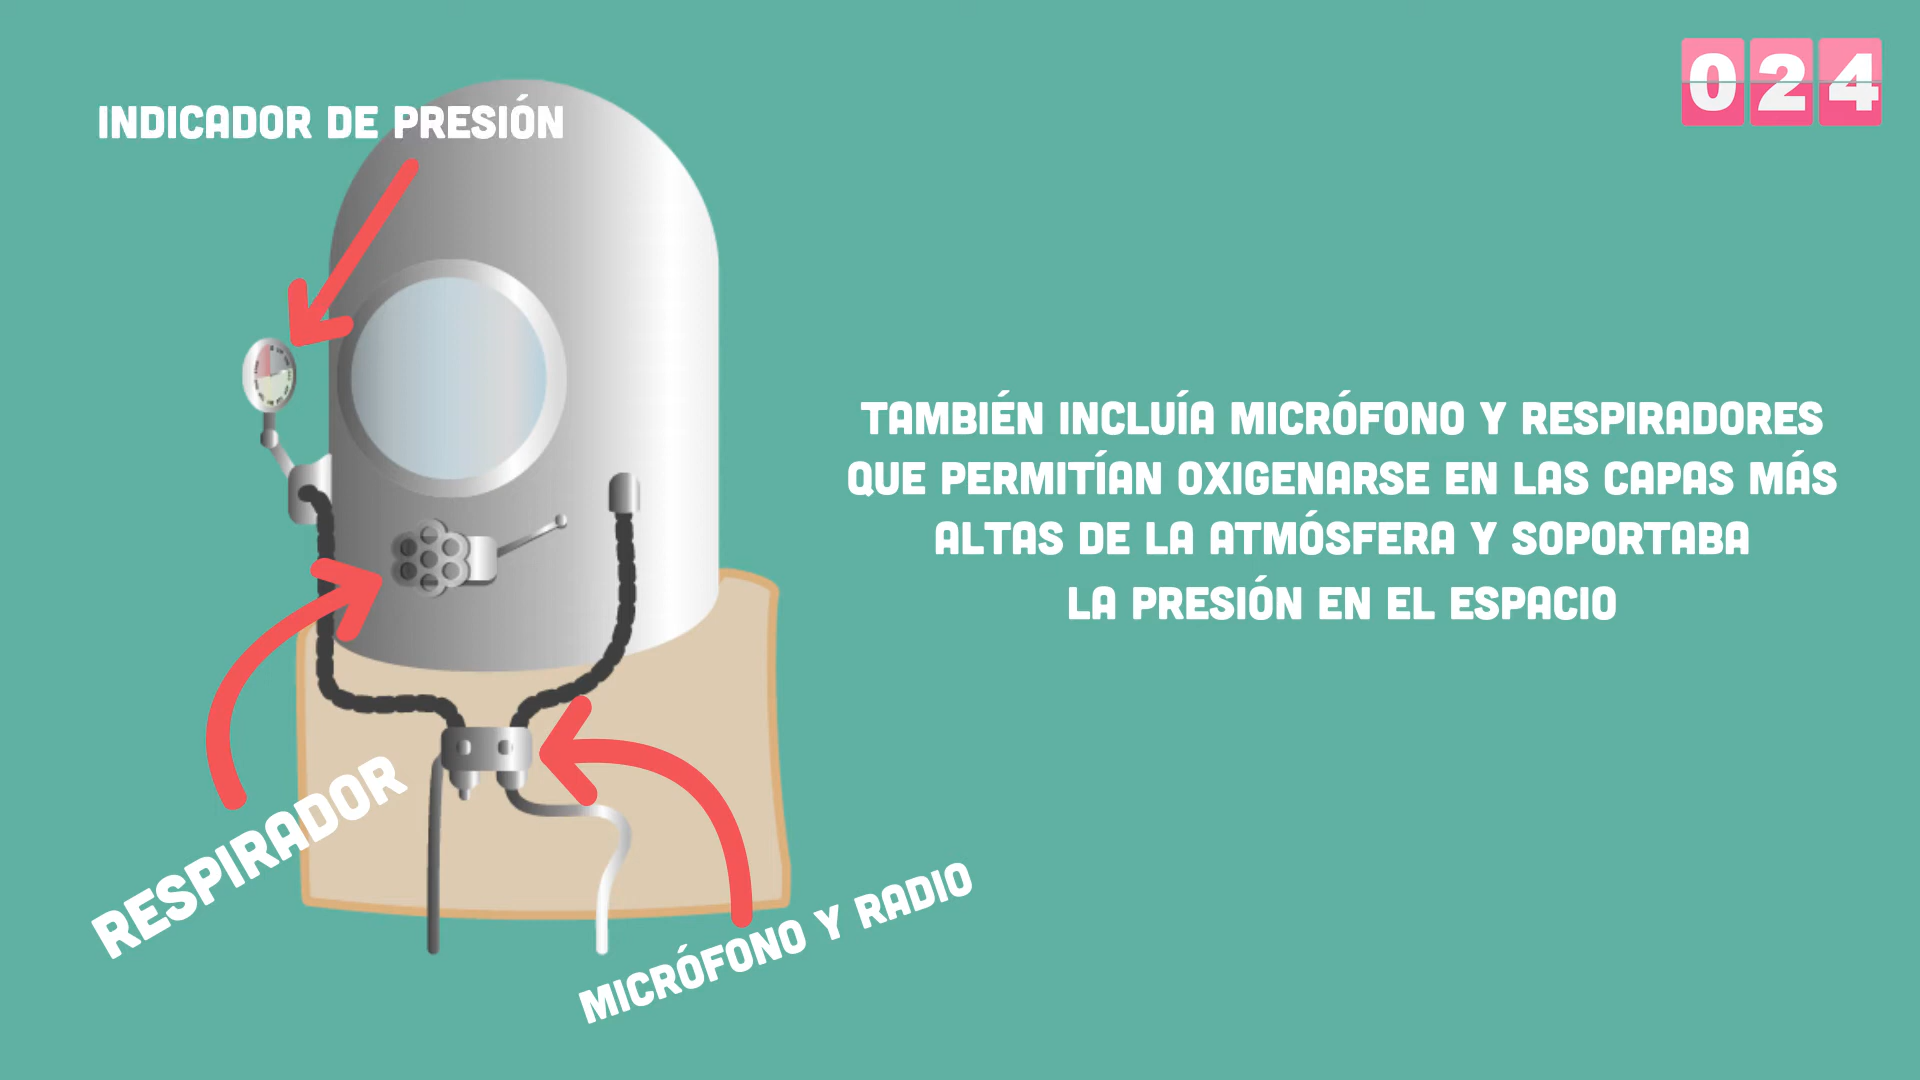 024
INDICADOR DE PRESIÓN
TAMBIÉN INCLUÍA MICRÓFONO Y RESPIRADORES
QUE PERMITÍAN OXIGENARSE EN LAS CAPAS MÁS
ALTAS DE LA ATMÓSFERA Y SOPORTABA
LA PRESIÓN EN EL ESPACIO
RESPIRADOR
MICRÓFONO Y RADIO